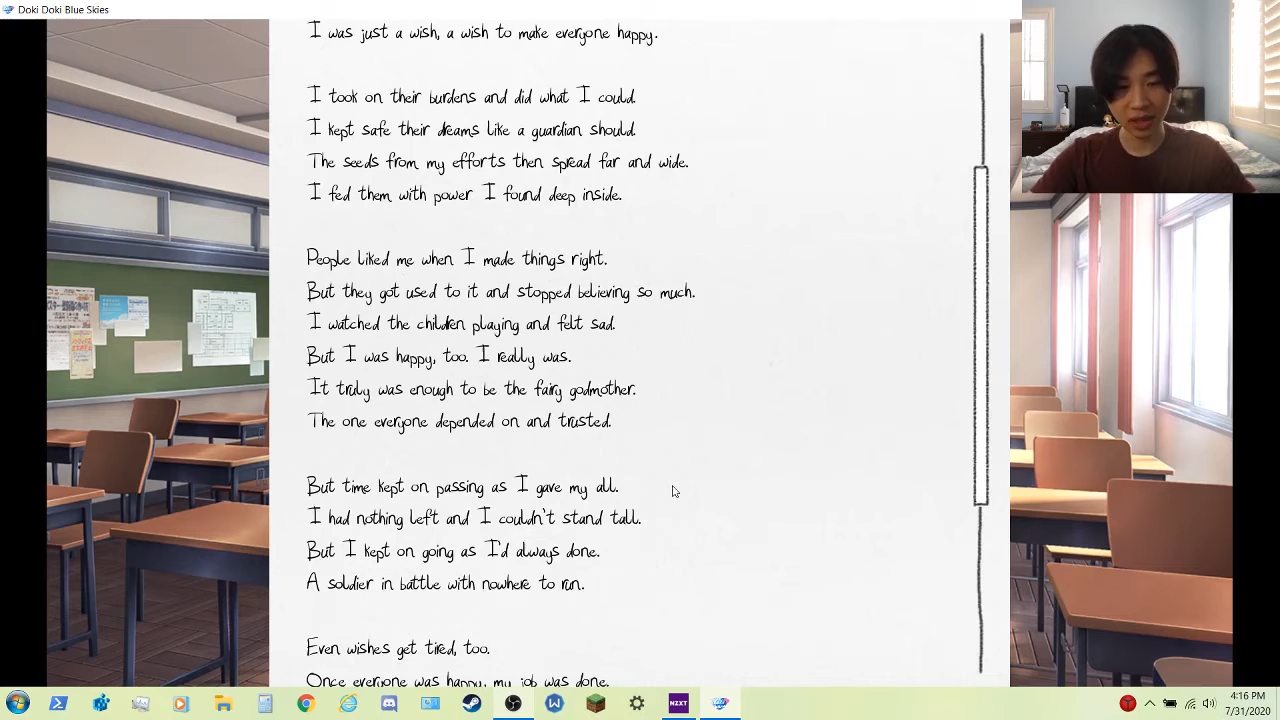 Doki Doki Blue Skies
I was just a wish, a wish to make everyone happy.
I took on their burdens and did what I could.
I kept safe their dreams like a guardian should.
The seeds from my efforts then spread far and wide.
I fed them with power I found deep inside.
People liked me when I made things right.
But they got used to it and stopped believing so much.
I watched the children playing and felt sad.
But I was happy, too. I really was.
It truly was enough to be the fairy godmother.
The one everyone depended on and trusted.
But time kept on passing as I gave my all.
I had nothing left and I couldn't stand tall.
But I kept on going as I'd always done.
A soldier in battle with nowhere to run.
Even wishes get tired, too.
Once everyone was happy, my job was done.
NZXT
4:16 PM
7/31/2020